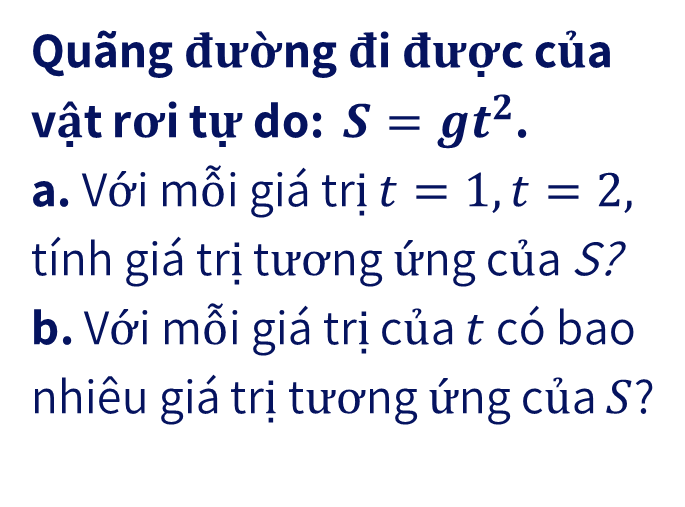 Quãng đường đi được của
vật rơi tự do: S = gt².
a. Với mỗi giá trị t = 1, t = 2,
tính giá trị tương ứng của S?
b. Với mỗi giá trị của t có bao
nhiêu giá trị tương ứng của S?